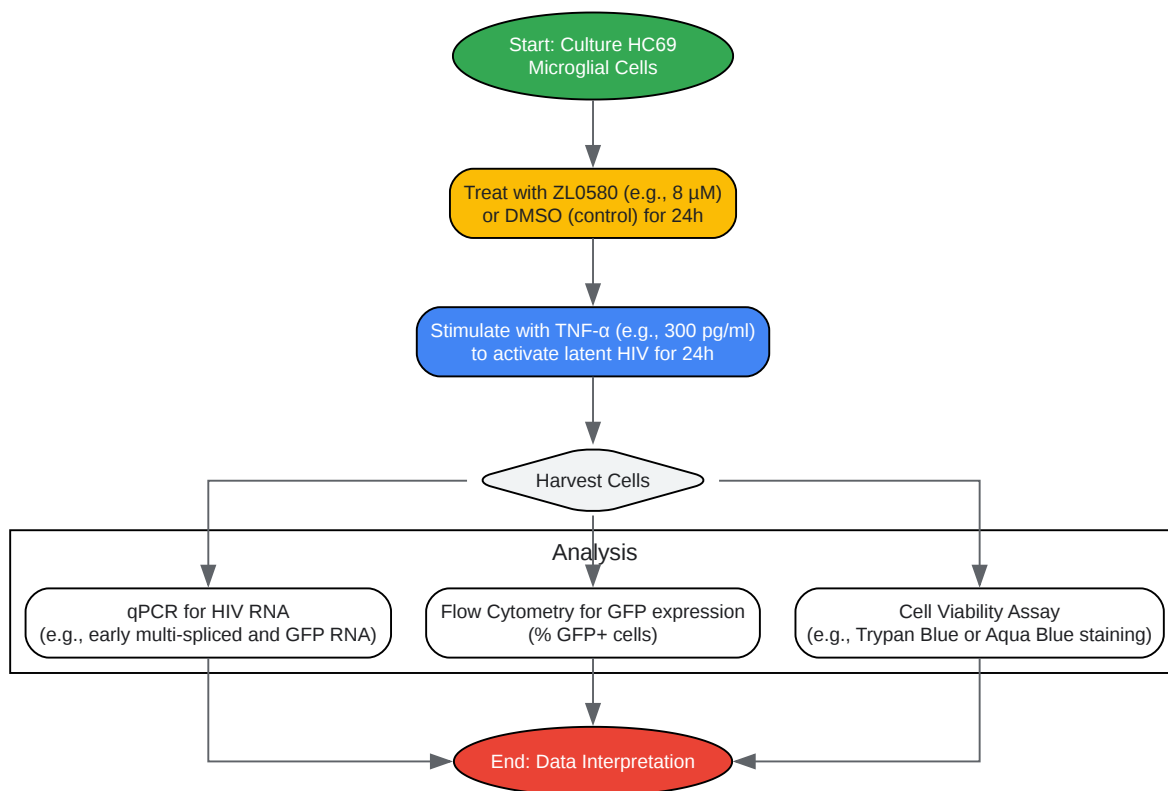 Start: Culture HC69
Microglial Cells
Treat with ZL0580 (e.g., 8 µM)
or DMSO (control) for 24h
Stimulate with TNF-α (e.g., 300 pg/ml)
to activate latent HIV for 24h
Harvest Cells
Analysis
qPCR for HIV RNA
(e.g., early multi-spliced and GFP RNA)
Flow Cytometry for GFP expression
(% GFP+ cells)
Cell Viability Assay
(e.g., Trypan Blue or Aqua Blue staining)
End: Data Interpretation